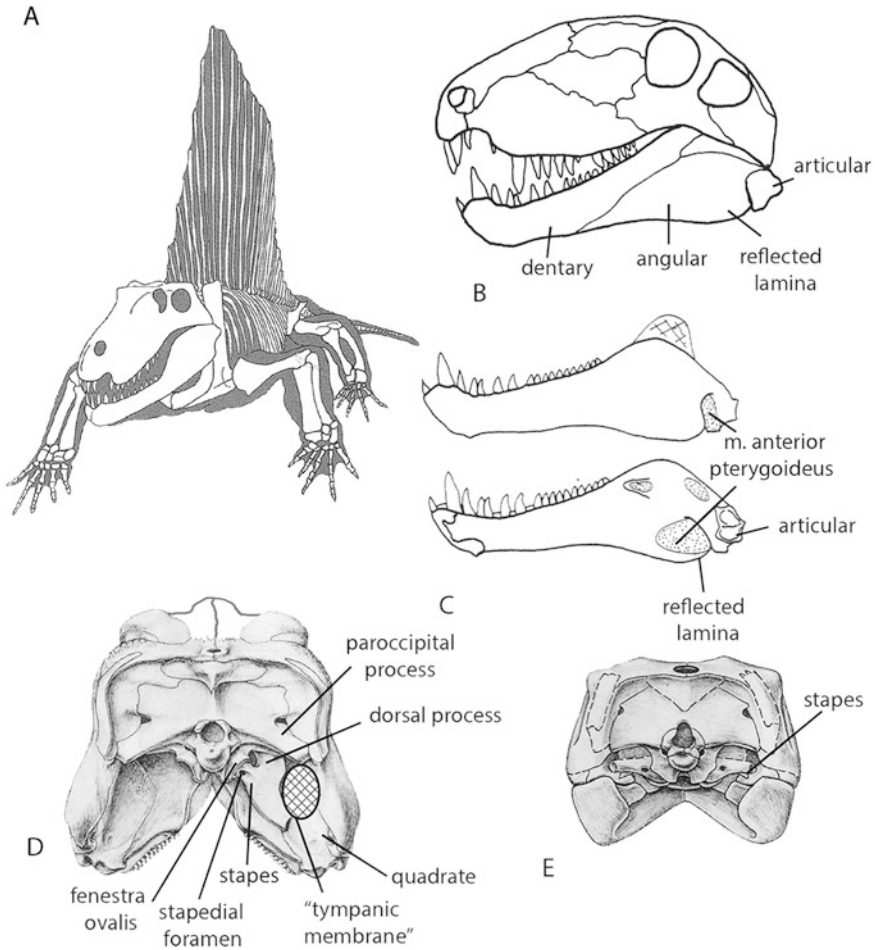 A
articular
dentary
angular
reflected
lamina
B
m. anterior
pterygoideus
articular
C
reflected
lamina
paroccipital
process
dorsal process
stapes
D
E
fenestra
ovalis
stapedial
foramen
stapes
"tympanic
membrane"
quadrate